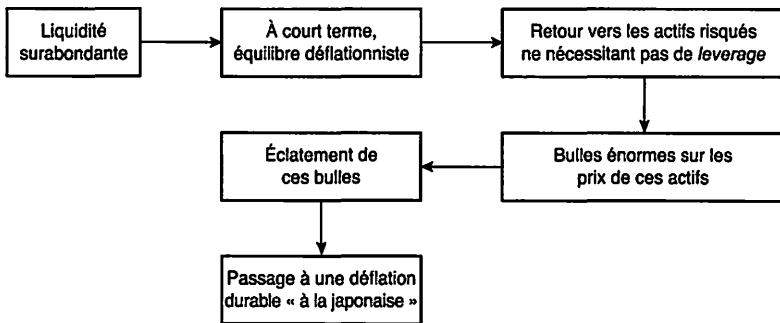 Liquidité
surabondante
À court terme,
équilibre déflationniste
Retour vers les actifs risqués
ne nécessitant pas de leverage
Bulles énormes sur les
prix de ces actifs
Éclatement de
ces bulles
Passage à une déflation
durable « à la japonaise »